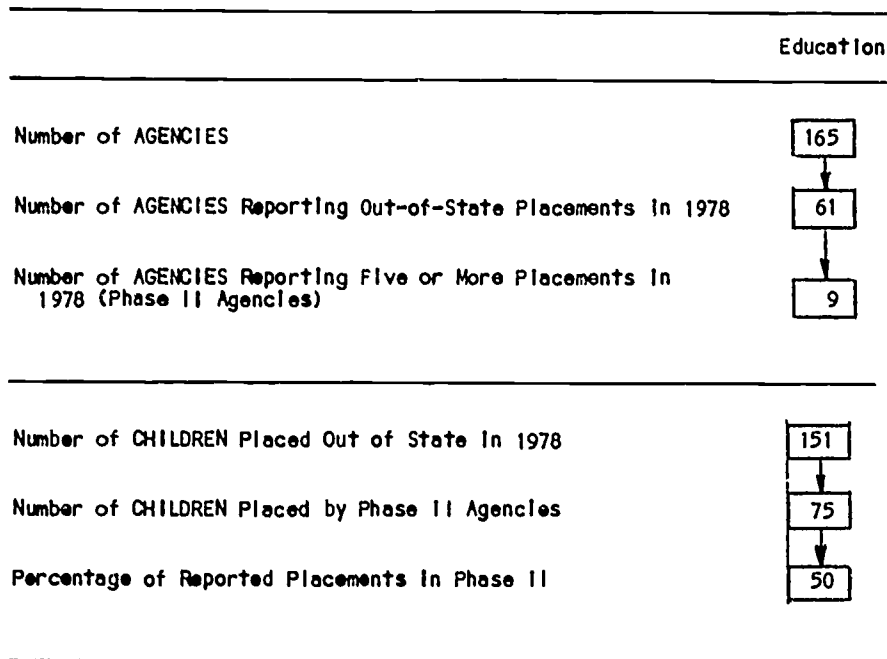 Education
Number of AGENCIES 165
Number of AGENCIES Reporting Out-of-State Placements in 1978 61
Number of AGENCIES Reporting Five or More Placements in
1978 (Phase II Agencies) 9
Number of CHILDREN Placed Out of State in 1978 151
Number of CHILDREN Placed by Phase II Agencies 75
Percentage of Reported Placements in Phase II 50